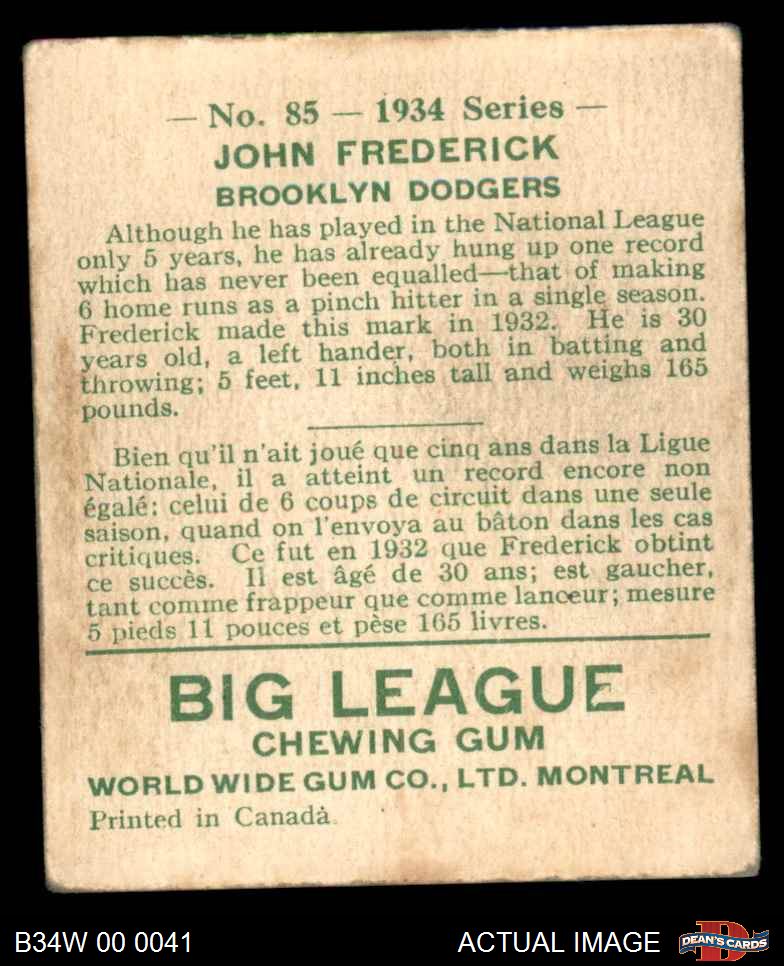 — No. 85 — 1934 Series —
JOHN FREDERICK
BROOKLYN DODGERS
Although he has played in the National League
only 5 years, he has already hung up one record
which has never been equalled—that of making
6 home runs as a pinch hitter in a single season.
Frederick made this mark in 1932. He is 30
years old, a left hander, both in batting and
throwing; 5 feet, 11 inches tall and weighs 165
pounds.
Bien qu'il n'ait joué que cinq ans dans la Ligue
Nationale, il a atteint un record encore non
égalé: celui de 6 coups de circuit dans une seule
saison, quand on l'envoya au bâton dans les cas
critiques. Ce fut en 1932 que Frederick obtint
ce succès. Il est âgé de 30 ans; est gaucher,
tant comme frappeur que comme lanceur; mesure
5 pieds 11 pouces et pèse 165 livres.
BIG LEAGUE
CHEWING GUM
WORLD WIDE GUM CO., LTD. MONTREAL
Printed in Canada
B34W 00 0041
ACTUAL IMAGE
D
DEAN'S CARDS